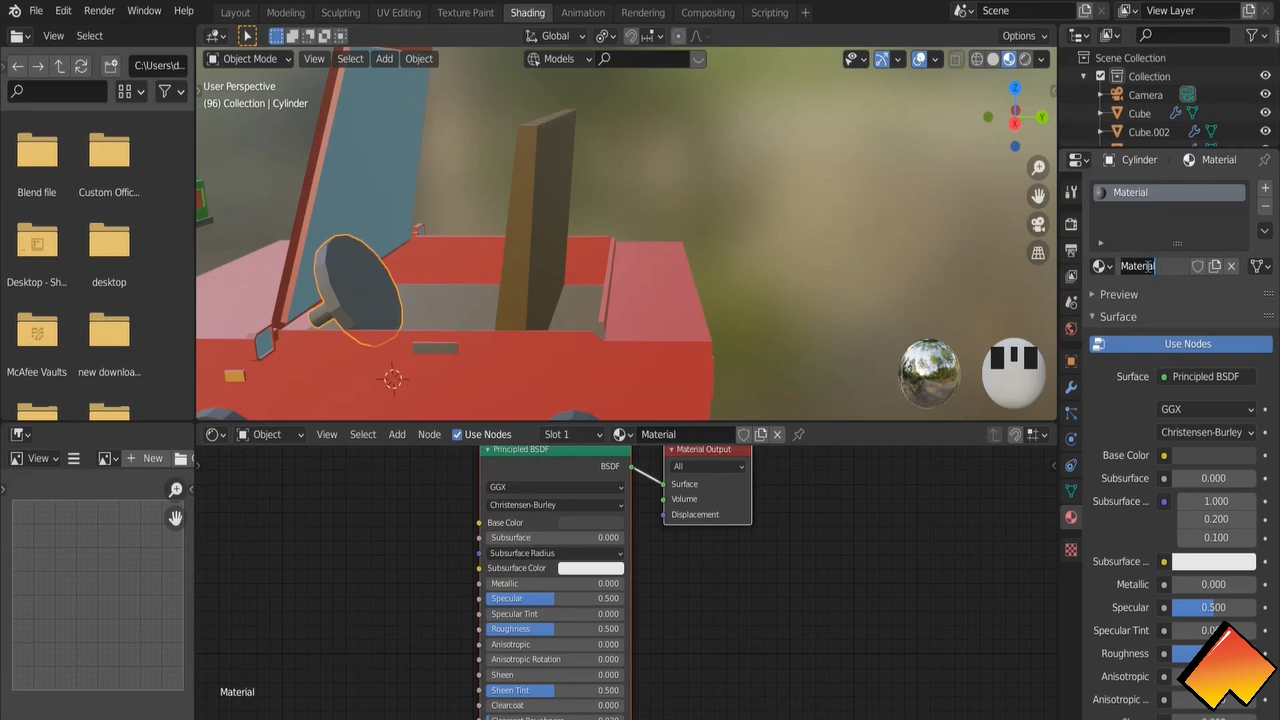 File Edit Render Window Help
Layout Modeling Sculpting UV Editing Texture Paint Shading Animation Rendering Compositing Scripting +
Scene
View Layer
View Select
Global
Options
C:\Users\d...
Object Mode View Select Add Object
Models
User Perspective
(96) Collection | Cylinder
Z
Y
X
Blend file
Custom Offic...
Desktop - Sh...
desktop
McAfee Vaults
new downloa...
Scene Collection
Collection
Camera
Cube
Cube.002
Cylinder
Material
Material
Material
Preview
Surface
Use Nodes
Surface Principled BSDF
GGX
Christensen-Burley
Base Color
Subsurface 0.000
Subsurface ... 1.000
0.200
0.100
Subsurface ...
Metallic 0.000
Specular 0.500
Specular Tint
Roughness
Anisotropic
Anisotropic ...
Object View Select Add Node Use Nodes Slot 1 Material
View
New
Principled BSDF
BSDF
GGX
Christensen-Burley
Base Color
Subsurface 0.000
Subsurface Radius
Subsurface Color
Metallic 0.000
Specular 0.500
Specular Tint 0.000
Roughness 0.500
Anisotropic 0.000
Anisotropic Rotation 0.000
Sheen 0.000
Sheen Tint 0.500
Clearcoat 0.000
Material Output
All
Surface
Volume
Displacement
Material